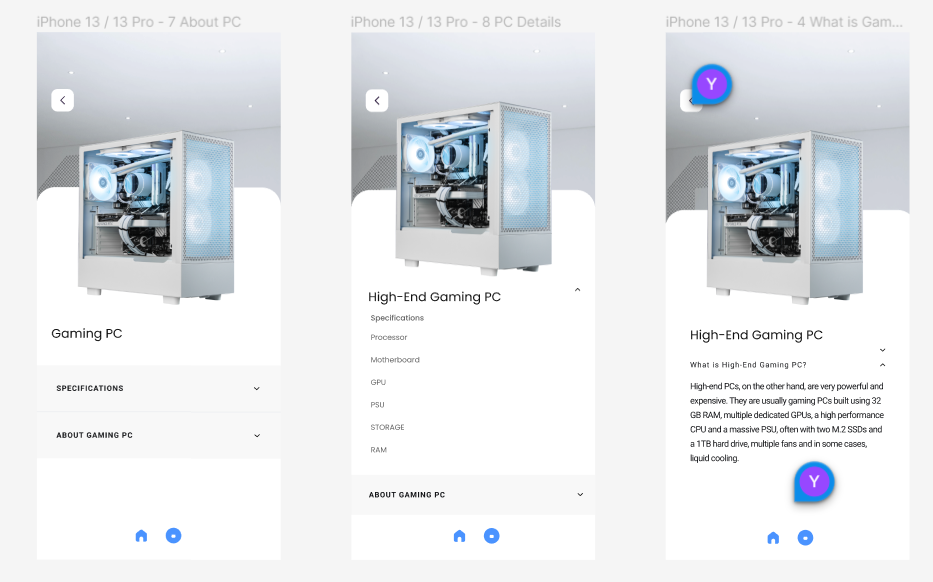 iPhone 13 / 13 Pro - 7 About PC
Gaming PC
SPECIFICATIONS
ABOUT GAMING PC
iPhone 13 / 13 Pro - 8 PC Details
High-End Gaming PC
Specifications
Processor
Motherboard
GPU
PSU
STORAGE
RAM
ABOUT GAMING PC
iPhone 13 / 13 Pro - 4 What is Gam...
Y
High-End Gaming PC
What is High-End Gaming PC?
High-end PCs, on the other hand, are very powerful and
expensive. They are usually gaming PCs built using 32
GB RAM, multiple dedicated GPUs, a high performance
CPU and a massive PSU, often with two M.2 SSDs and
a 1TB hard drive, multiple fans and in some cases,
liquid cooling.
Y